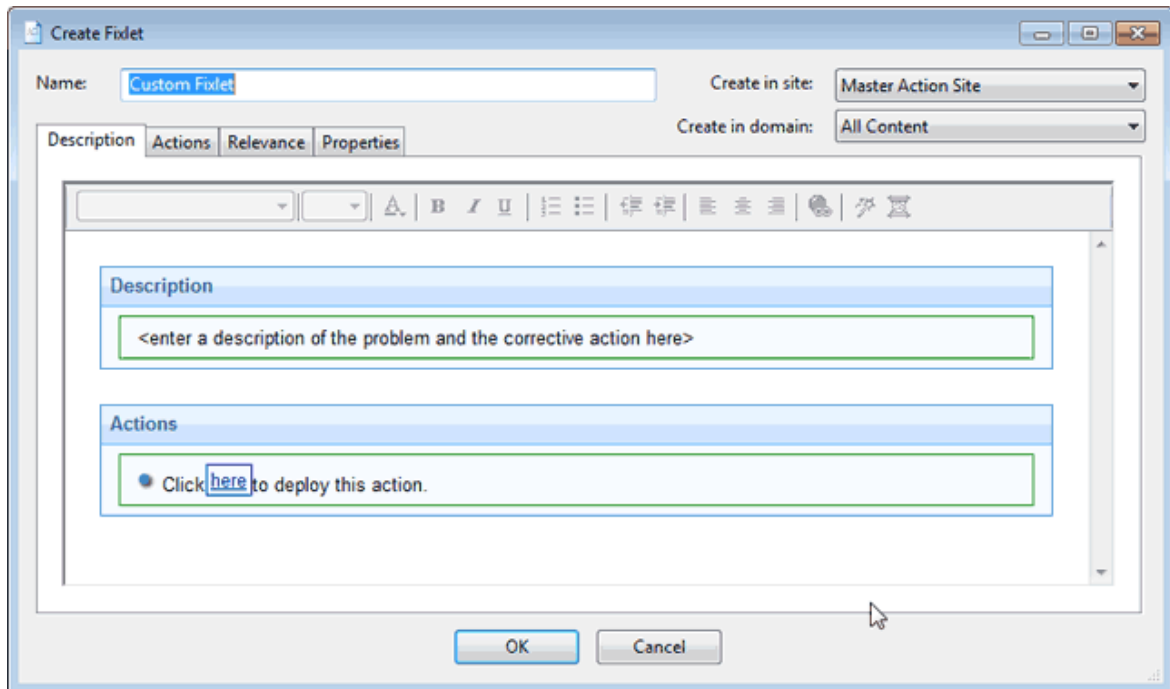 Create Fixlet
Name: Custom Fixlet Create in site: Master Action Site
Create in domain: All Content
Description Actions Relevance Properties
A B I U
Description
<enter a description of the problem and the corrective action here>
Actions
Click here to deploy this action.
OK Cancel